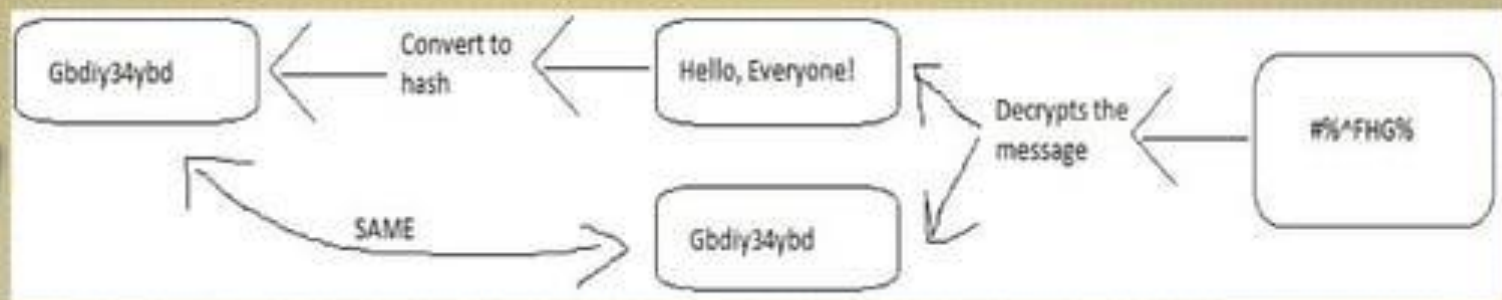 Gbdiy34ybd
Convert to
hash
Hello, Everyone!
Decrypts the
message
#%^FHG%
SAME
Gbdiy34ybd